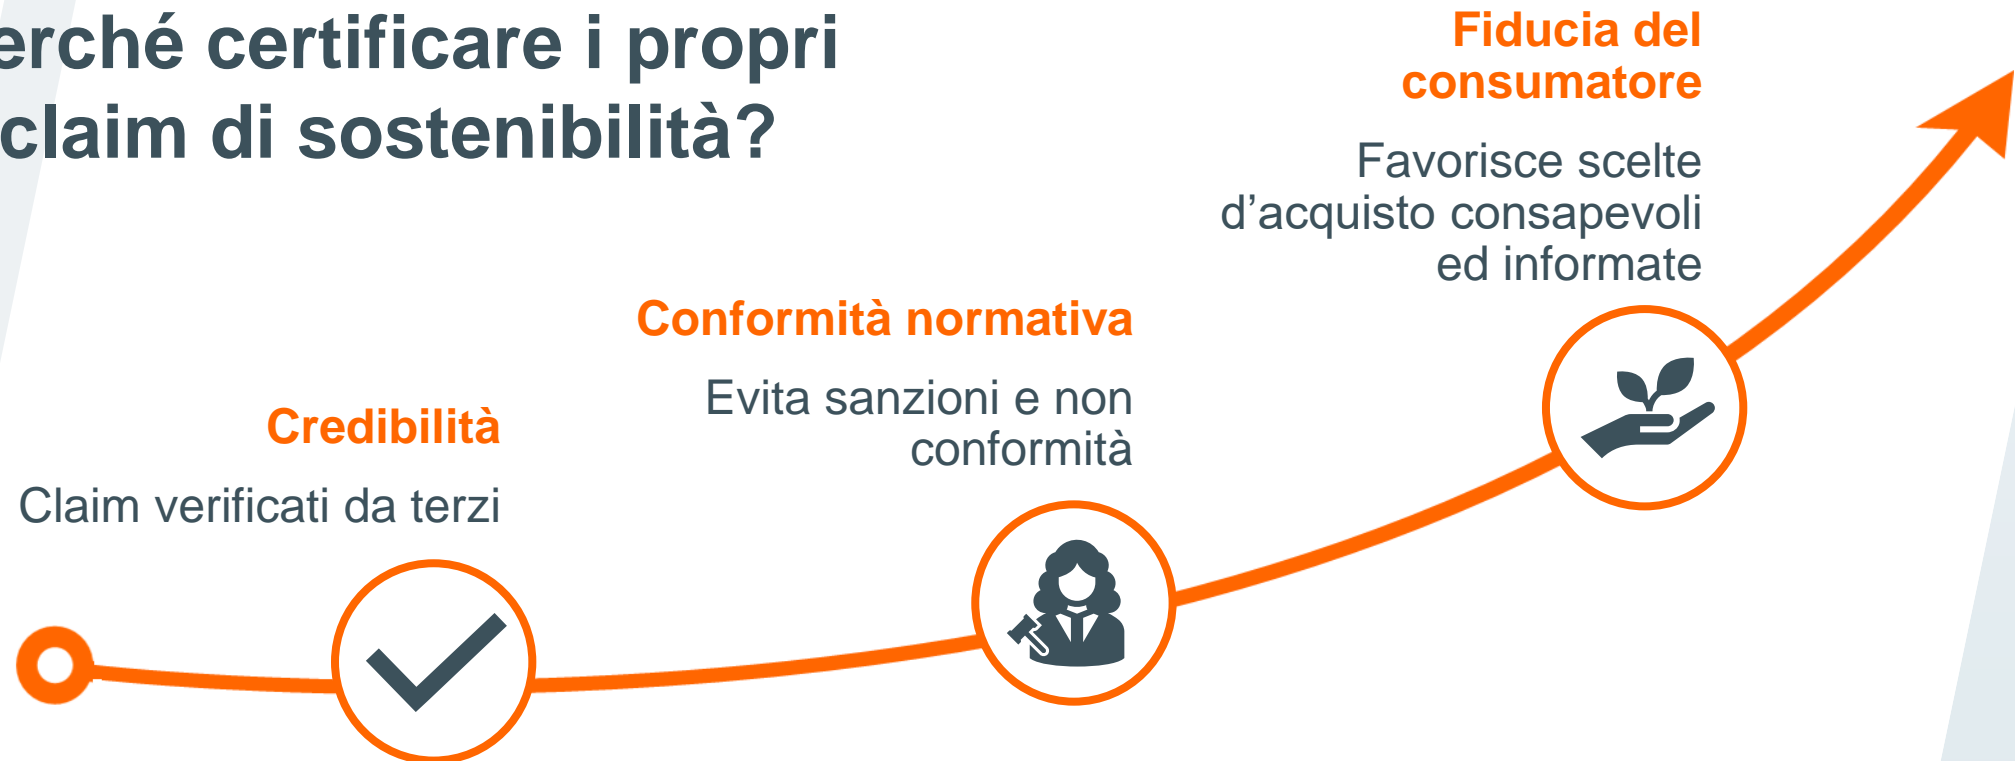 erché certificare i propri
claim di sostenibilità?
Credibilità
Claim verificati da terzi
Conformità normativa
Evita sanzioni e non
conformità
Fiducia del
consumatore
Favorisce scelte
d’acquisto consapevoli
ed informate